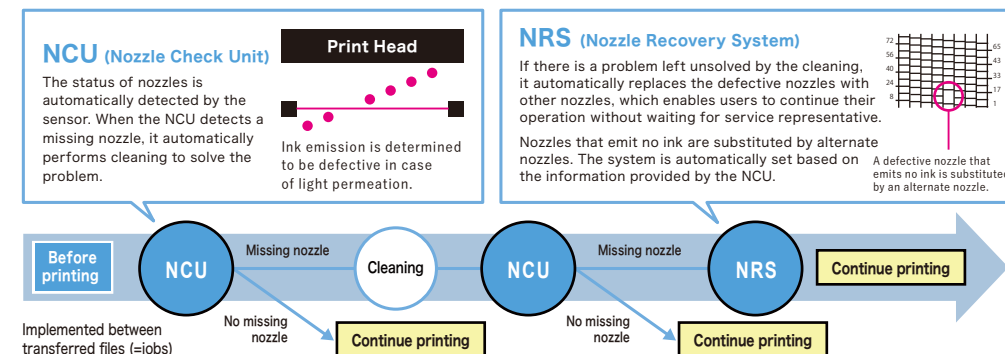 NCU (Nozzle Check Unit)
The status of nozzles is
automatically detected by the
sensor. When the NCU detects a
missing nozzle, it automatically
performs cleaning to solve the
problem.
Print Head
Ink emission is determined
to be defective in case
of light permeation.
NRS (Nozzle Recovery System)
If there is a problem left unsolved by the cleaning,
it automatically replaces the defective nozzles with
other nozzles, which enables users to continue their
operation without waiting for service representative.
Nozzles that emit no ink are substituted by alternate
nozzles. The system is automatically set based on
the information provided by the NCU.
72
56
40
24
8
65
43
33
17
1
A defective nozzle that
emits no ink is substituted
by an alternate nozzle.
Before
printing
NCU
Missing nozzle
Cleaning
NCU
Missing nozzle
NRS
Continue printing
No missing
nozzle
Continue printing
No missing
nozzle
Continue printing
Implemented between
transferred files (=jobs)